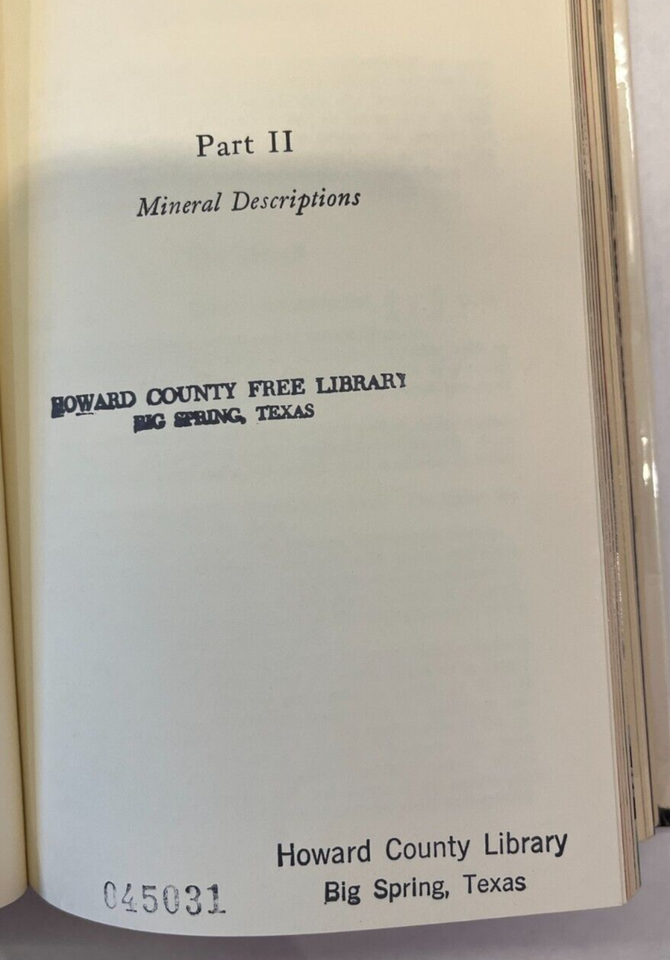 Part II
Mineral Descriptions
HOWARD COUNTY FREE LIBRARY
BIG SPRING, TEXAS
Howard County Library
Big Spring, Texas
045031